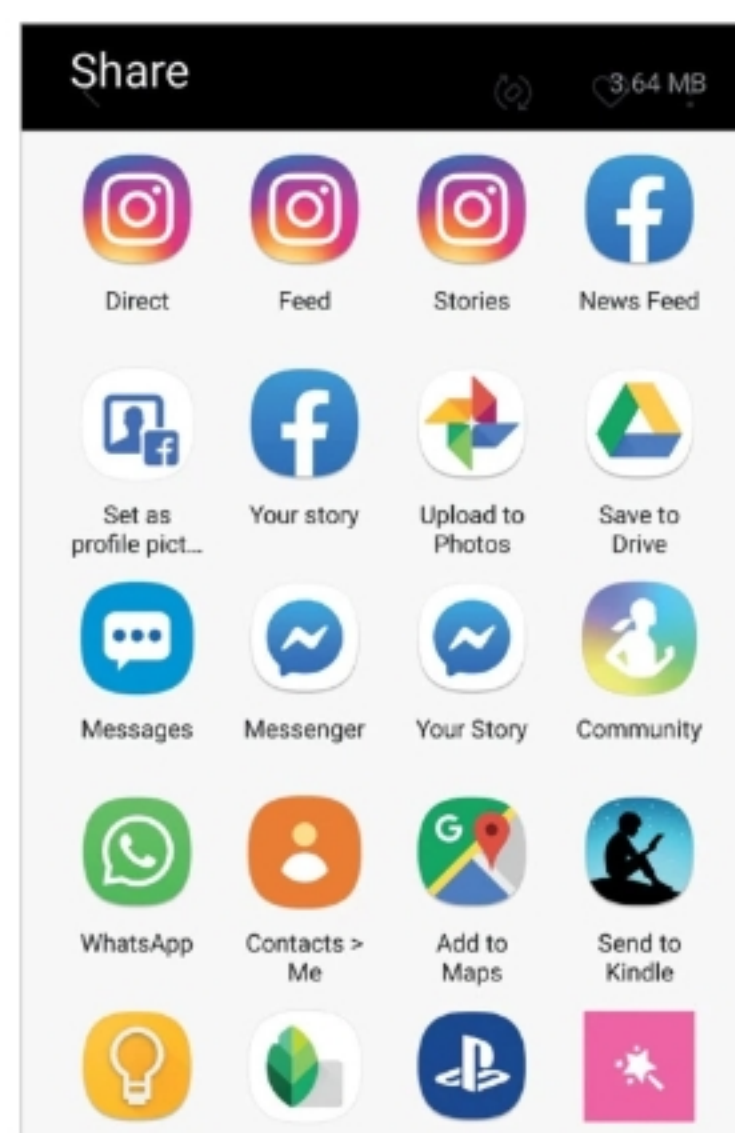 Share
3.64 MB
Direct
Feed
Stories
News Feed
Set as
profile pict...
Your story
Upload to
Photos
Save to
Drive
Messages
Messenger
Your Story
Community
WhatsApp
Contacts >
Me
G
Add to
Maps
Send to
Kindle